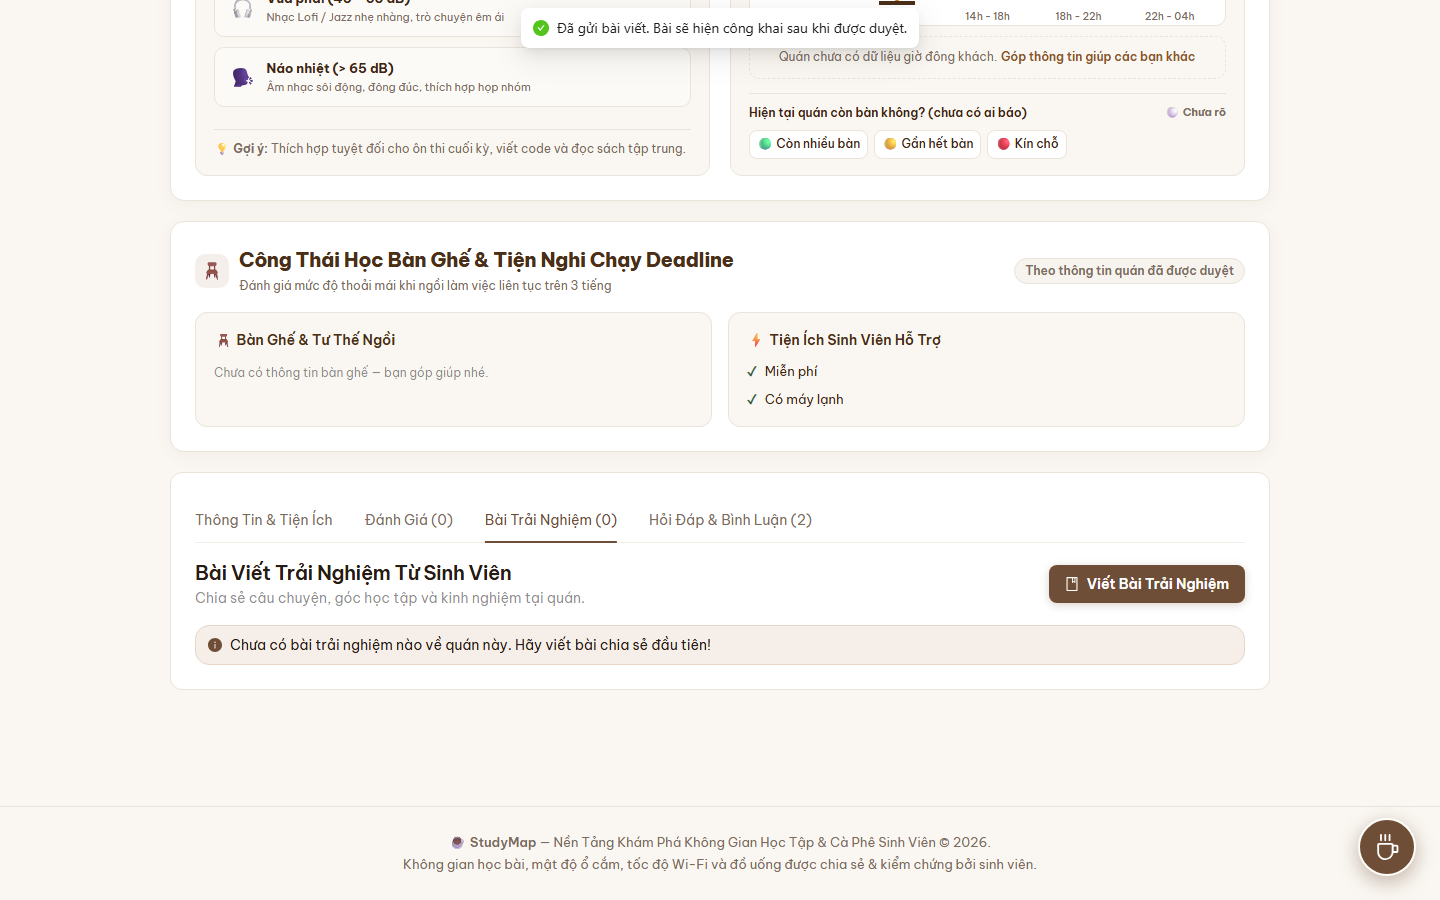 Nhạc Lofi / Jazz nhẹ nhàng, trò chuyện êm ái
Náo nhiệt (> 65 dB)
Âm nhạc sôi động, đông đúc, thích hợp họp nhóm
Gợi ý: Thích hợp tuyệt đối cho ôn thi cuối kỳ, viết code và đọc sách tập trung.
Đã gửi bài viết. Bài sẽ hiện công khai sau khi được duyệt.
14h - 18h
18h - 22h
22h - 04h
Quán chưa có dữ liệu giờ đông khách. Góp thông tin giúp các bạn khác
Hiện tại quán còn bàn không? (chưa có ai báo)
Chưa rõ
Còn nhiều bàn
Gần hết bàn
Kín chỗ
Công Thái Học Bàn Ghế & Tiện Nghi Chạy Deadline
Đánh giá mức độ thoải mái khi ngồi làm việc liên tục trên 3 tiếng
Theo thông tin quán đã được duyệt
Bàn Ghế & Tư Thế Ngồi
Chưa có thông tin bàn ghế — bạn góp giúp nhé.
Tiện Ích Sinh Viên Hỗ Trợ
✓ Miễn phí
✓ Có máy lạnh
Thông Tin & Tiện Ích
Đánh Giá (0)
Bài Trải Nghiệm (0)
Hỏi Đáp & Bình Luận (2)
Bài Viết Trải Nghiệm Từ Sinh Viên
Chia sẻ câu chuyện, góc học tập và kinh nghiệm tại quán.
Viết Bài Trải Nghiệm
Chưa có bài trải nghiệm nào về quán này. Hãy viết bài chia sẻ đầu tiên!
StudyMap — Nền Tảng Khám Phá Không Gian Học Tập & Cà Phê Sinh Viên © 2026.
Không gian học bài, mật độ ổ cắm, tốc độ Wi-Fi và đồ uống được chia sẻ & kiểm chứng bởi sinh viên.